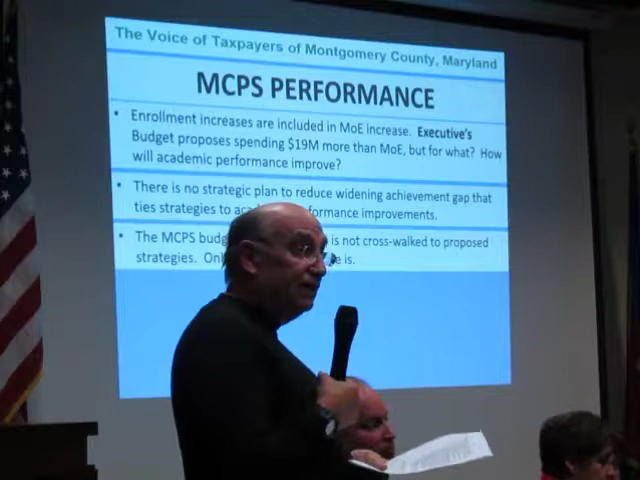 The Voice of Taxpayers of Montgomery County, Maryland
MCPS PERFORMANCE
• Enrollment increases are included in MoE increase. Executive's
Budget proposes spending $19M more than MoE, but for what? How
will academic performance improve?
• There is no strategic plan to reduce widening achievement gap that
ties strategies to formance improvements.
• The MCPS is not cross-walked to proposed
strategies. is.